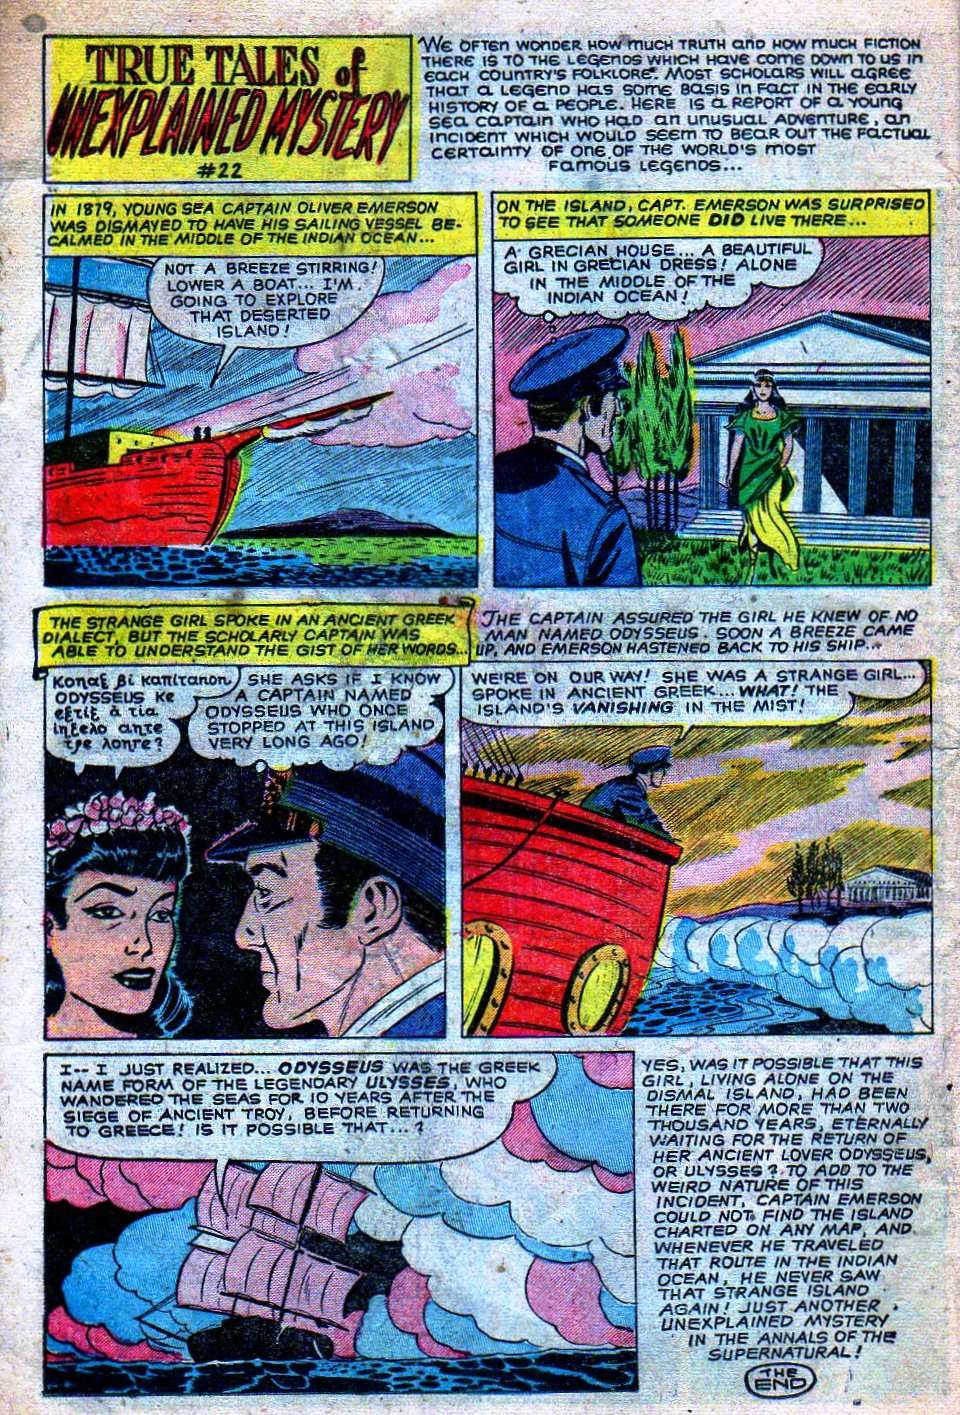 TRUE TALES of
UNEXPLAINED MYSTERY
#22
WE OFTEN WONDER HOW MUCH TRUTH and HOW MUCH FICTION
THERE IS TO THE LEGENDS WHICH HAVE COME DOWN TO US IN
EACH COUNTRY'S FOLKLORE. MOST SCHOLARS WILL AGREE
THAT A LEGEND HAS SOME BASIS IN FACT IN THE EARLY
HISTORY OF A PEOPLE. HERE IS A REPORT OF A YOUNG
SEA CAPTAIN WHO HAD AN UNUSUAL ADVENTURE, AN
INCIDENT WHICH WOULD SEEM TO BEAR OUT THE FACTUAL
CERTAINTY OF ONE OF THE WORLD'S MOST
FAMOUS LEGENDS...
IN 1879, YOUNG SEA CAPTAIN OLIVER EMERSON
WAS DISMAYED TO HAVE HIS SAILING VESSEL BE-
CALMED IN THE MIDDLE OF THE INDIAN OCEAN...
NOT A BREEZE STIRRING!
LOWER A BOAT... I'M
GOING TO EXPLORE
THAT DESERTED
ISLAND!
ON THE ISLAND, CAPT. EMERSON WAS SURPRISED
TO SEE THAT SOMEONE DID LIVE THERE...
A GRECIAN HOUSE... A BEAUTIFUL
GIRL IN GRECIAN DRESS! ALONE
IN THE MIDDLE OF THE
INDIAN OCEAN!
THE STRANGE GIRL SPOKE IN AN ANCIENT GREEK
DIALECT, BUT THE SCHOLARLY CAPTAIN WAS
ABLE TO UNDERSTAND THE GIST OF HER WORDS...
κοπαξ βi καπίταποπ
ODYSSEUS κε
εξτiξ à τiα
ιητελο αητε
τρε λοητε?
SHE ASKS IF I KNOW
A CAPTAIN NAMED
ODYSSEUS WHO ONCE
STOPPED AT THIS ISLAND
VERY LONG AGO!
THE CAPTAIN ASSURED THE GIRL HE KNEW OF NO
MAN NAMED ODYSSEUS. SOON A BREEZE CAME
UP, AND EMERSON HASTENED BACK TO HIS SHIP...
WE'RE ON OUR WAY! SHE WAS A STRANGE GIRL...
SPOKE IN ANCIENT GREEK... WHAT! THE
ISLAND'S VANISHING IN THE MIST!
I-- I JUST REALIZED... ODYSSEUS WAS THE GREEK
NAME FORM OF THE LEGENDARY ULYSSES, WHO
WANDERED THE SEAS FOR 10 YEARS AFTER THE
SIEGE OF ANCIENT TROY, BEFORE RETURNING
TO GREECE! IS IT POSSIBLE THAT...?
YES, WAS IT POSSIBLE THAT THIS
GIRL, LIVING ALONE ON THE
DISMAL ISLAND, HAD BEEN
THERE FOR MORE THAN TWO
THOUSAND YEARS, ETERNALLY
WAITING FOR THE RETURN OF
HER ANCIENT LOVER ODYSSEUS,
OR ULYSSES? TO ADD TO THE
WEIRD NATURE OF THIS
INCIDENT, CAPTAIN EMERSON
COULD NOT FIND THE ISLAND
CHARTED ON ANY MAP, AND
WHENEVER HE TRAVELED
THAT ROUTE IN THE INDIAN
OCEAN, HE NEVER SAW
THAT STRANGE ISLAND
AGAIN! JUST ANOTHER
UNEXPLAINED MYSTERY
IN THE ANNALS OF THE
SUPERNATURAL!
THE
END